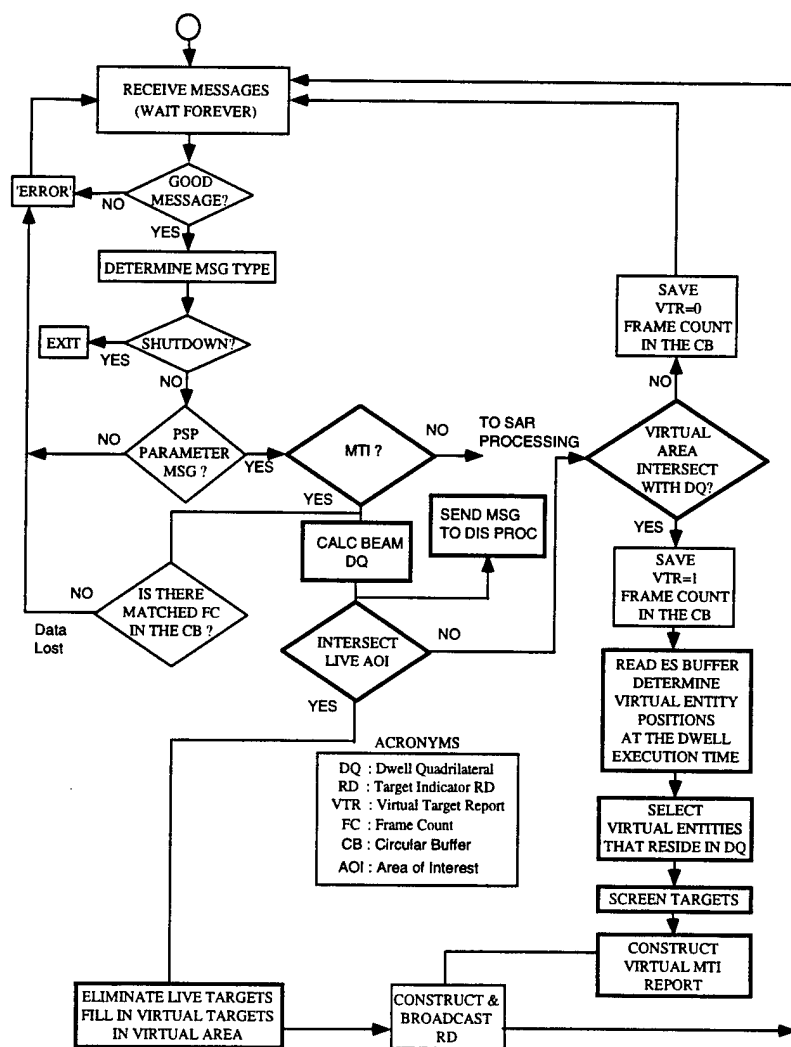 RECEIVE MESSAGES
(WAIT FOREVER)
'ERROR'
NO
GOOD
MESSAGE?
YES
DETERMINE MSG TYPE
EXIT
YES
SHUTDOWN?
NO
NO
PSP
PARAMETER
MSG ?
YES
MTI ?
NO
TO SAR
PROCESSING
YES
SAVE
VTR=0
FRAME COUNT
IN THE CB
NO
VIRTUAL
AREA
INTERSECT
WITH DQ?
YES
SEND MSG
TO DIS PROC
CALC BEAM
DQ
NO
Data
Lost
IS THERE
MATCHED FC
IN THE CB ?
INTERSECT
LIVE AOI
NO
YES
SAVE
VTR=1
FRAME COUNT
IN THE CB
READ ES BUFFER
DETERMINE
VIRTUAL ENTITY
POSITIONS
AT THE DWELL
EXECUTION TIME
SELECT
VIRTUAL ENTITIES
THAT RESIDE IN DQ
SCREEN TARGETS
CONSTRUCT
VIRTUAL MTI
REPORT
ACRONYMS
DQ : Dwell Quadrilateral
RD : Target Indicator RD
VTR : Virtual Target Report
FC : Frame Count
CB : Circular Buffer
AOI : Area of Interest
ELIMINATE LIVE TARGETS
FILL IN VIRTUAL TARGETS
IN VIRTUAL AREA
CONSTRUCT &
BROADCAST
RD